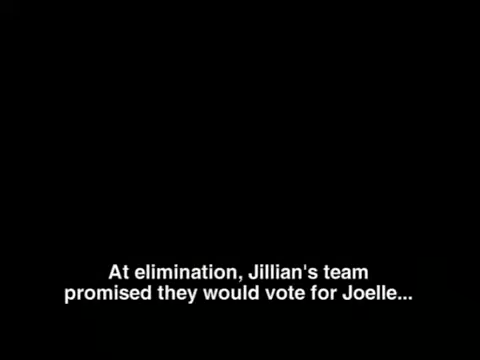 At elimination, Jillian's team
promised they would vote for Joelle...